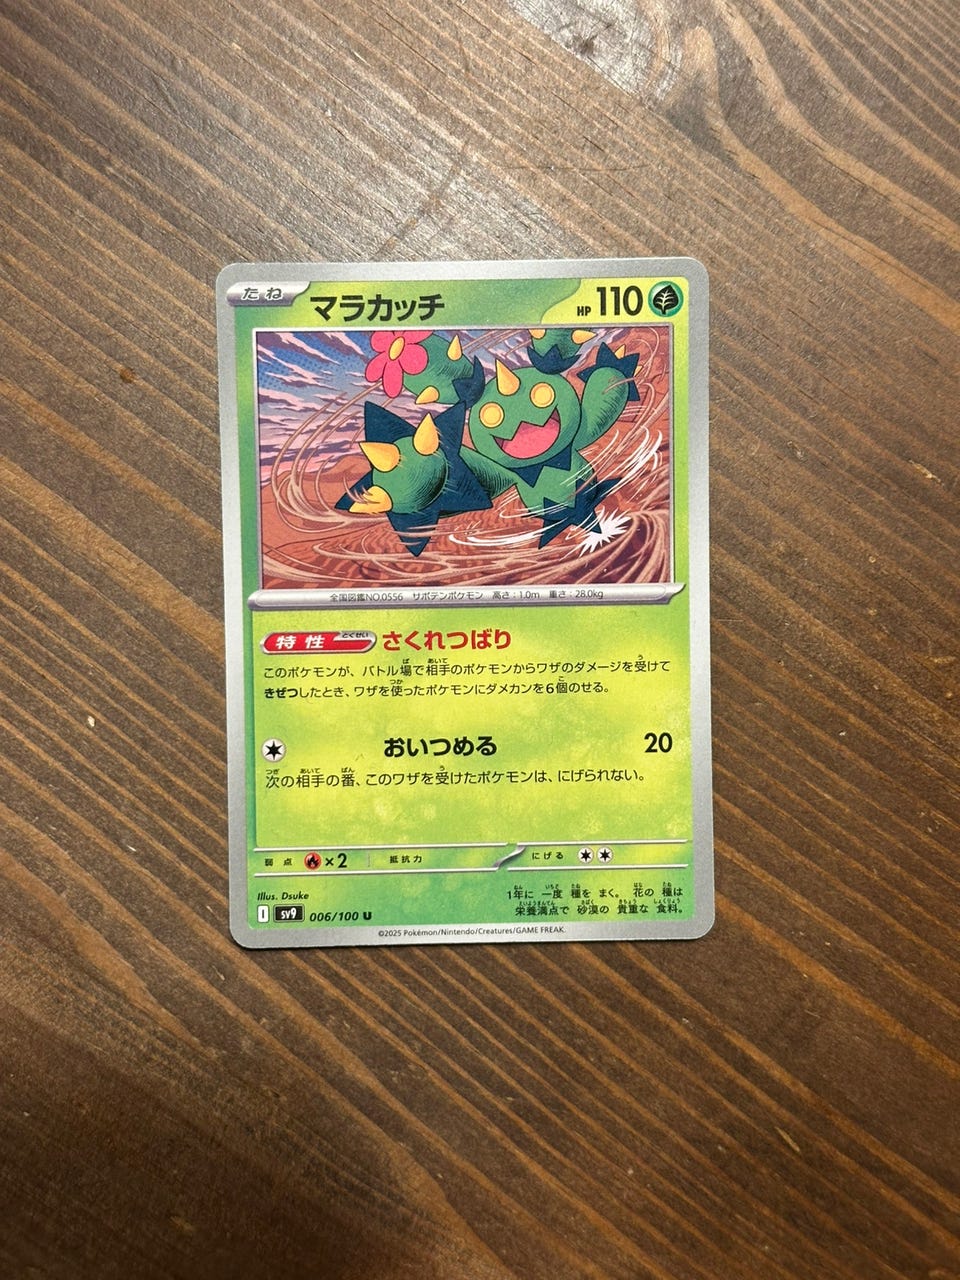 たね マラカッチ HP 110
全国図鑑NO.0556 サボテンポケモン 高さ：1.0m 重さ：28.0kg
特性 とくせい さくれつばり
このポケモンが、バトル場で相手のポケモンからワザのダメージを受けて
きぜつしたとき、ワザを使ったポケモンにダメカンを6個のせる。
おいつめる 20
次の相手の番、このワザを受けたポケモンは、にげられない。
弱点 ×2 抵抗力 にげる
Illus. Dsuke
1年に 一度 種を まく。 花の 種は
栄養満点で 砂漠の 貴重な 食料。
I sv9 006/100 U
©2025 Pokémon/Nintendo/Creatures/GAME FREAK.